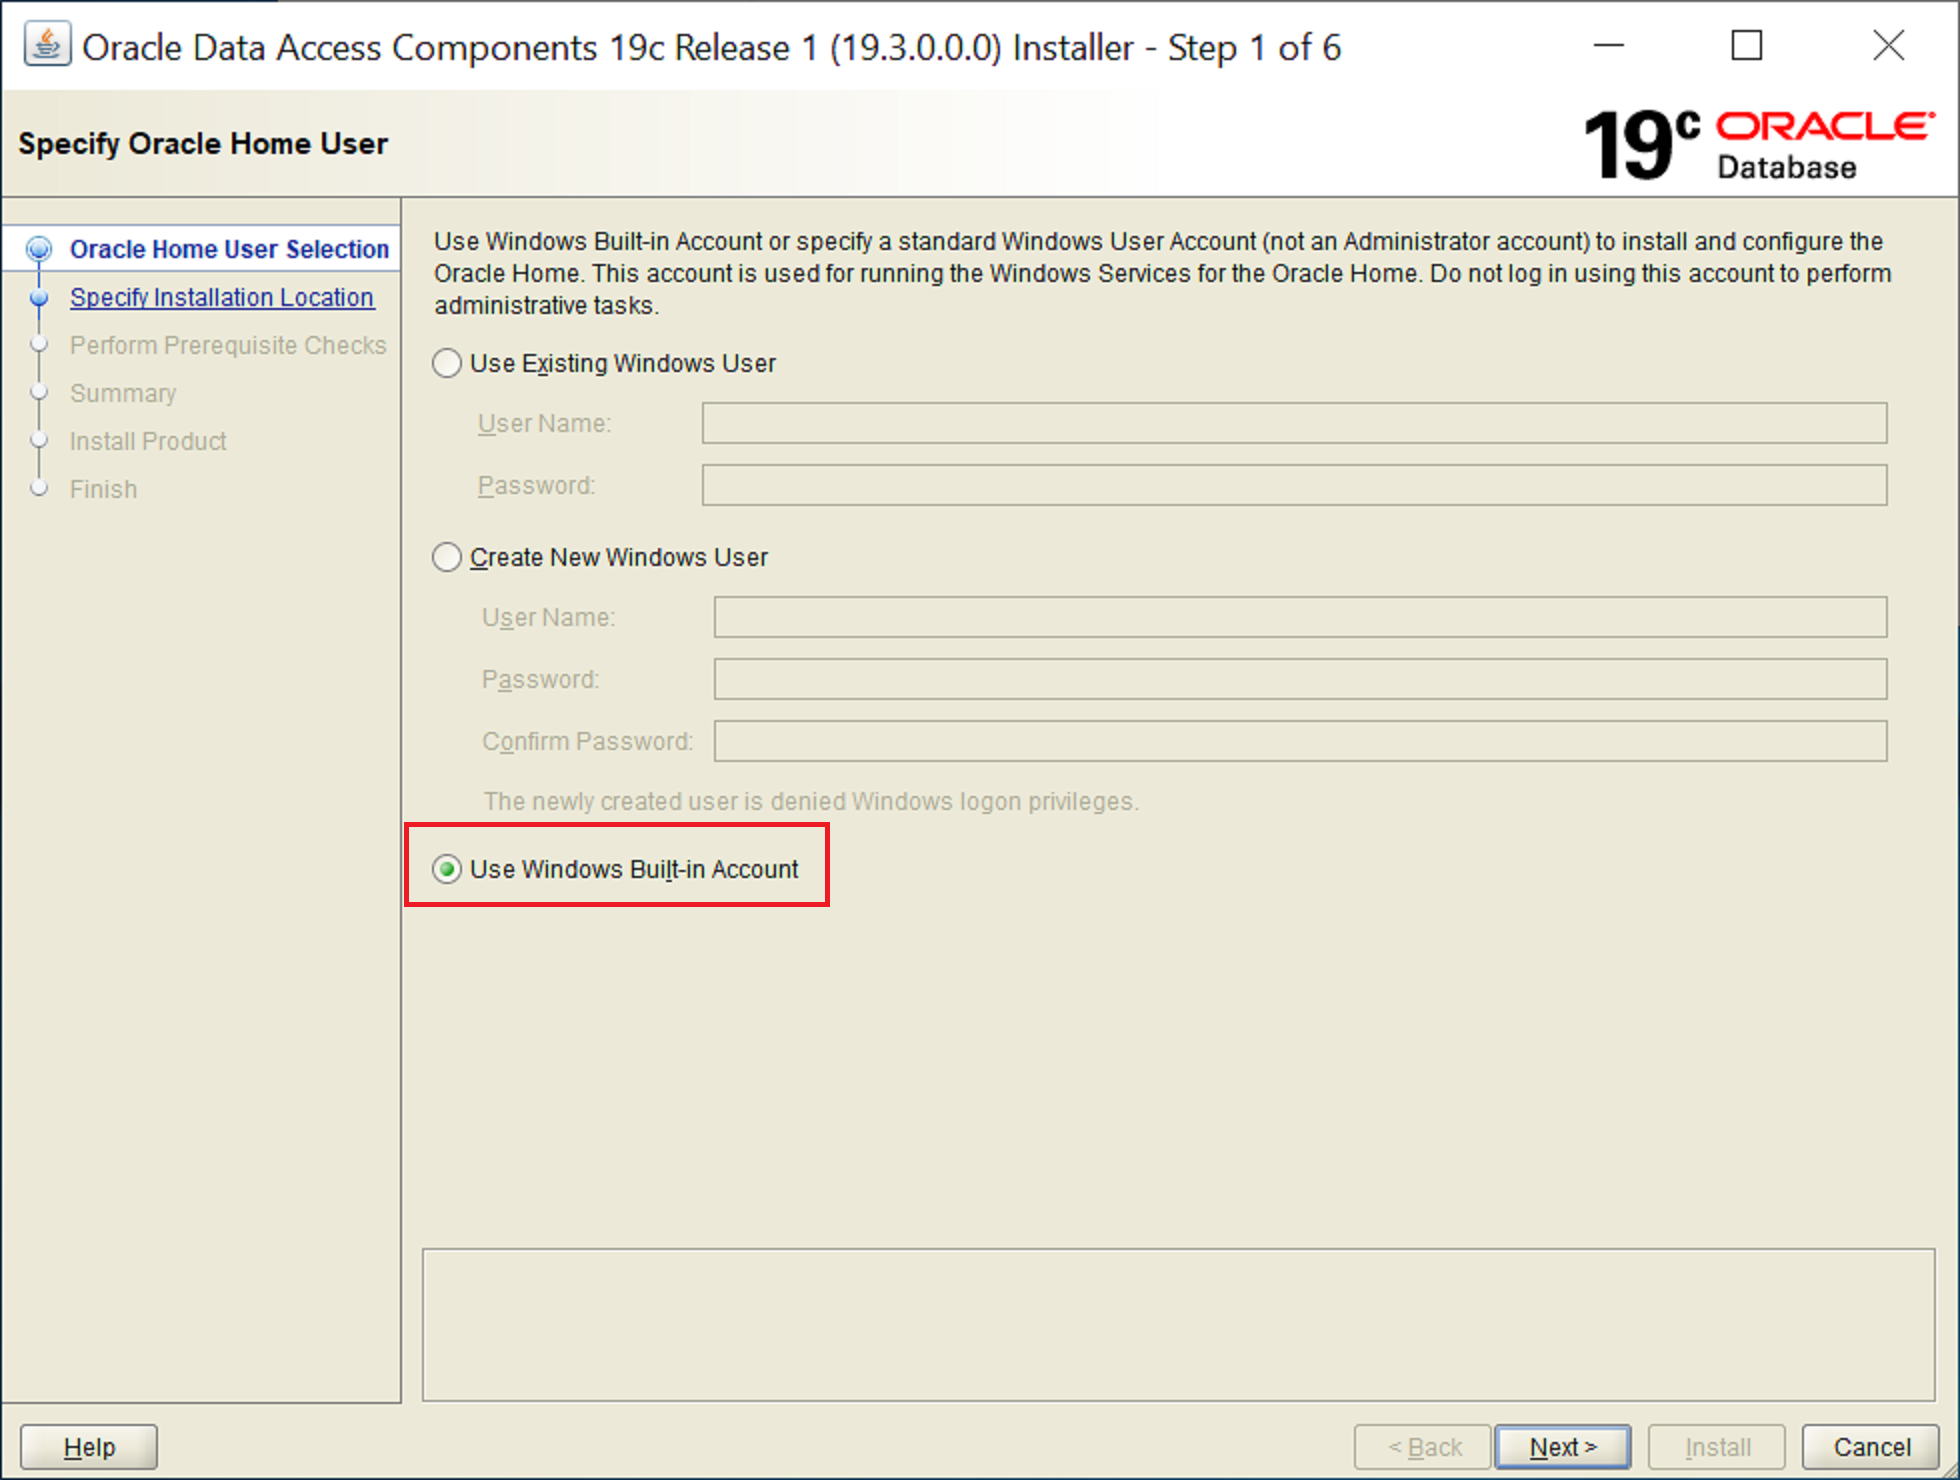 Oracle Data Access Components 19c Release 1 (19.3.0.0.0) Installer - Step 1 of 6
Specify Oracle Home User
19c ORACLE
Database
Oracle Home User Selection
Specify Installation Location
Perform Prerequisite Checks
Summary
Install Product
Finish
Use Windows Built-in Account or specify a standard Windows User Account (not an Administrator account) to install and configure the
Oracle Home. This account is used for running the Windows Services for the Oracle Home. Do not log in using this account to perform
administrative tasks.
Use Existing Windows User
User Name:
Password:
Create New Windows User
User Name:
Password:
Confirm Password:
The newly created user is denied Windows logon privileges.
Use Windows Built-in Account
Help
< Back
Next >
Install
Cancel